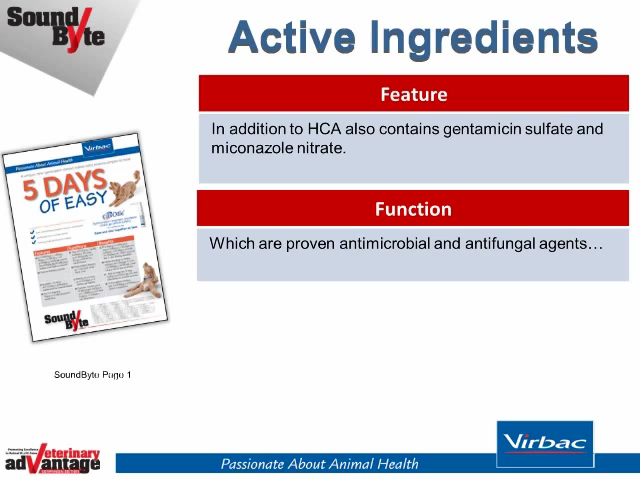 Sound
Byte
Active Ingredients
Feature
In addition to HCA also contains gentamicin sulfate and
miconazole nitrate.
Function
Which are proven antimicrobial and antifungal agents…
Virbac
Passionate About Animal Health
5 DAYS
OF EASY
Sound
Byte
SoundByte Page 1
Veterinary
adVantage
Passionate About Animal Health
Virbac